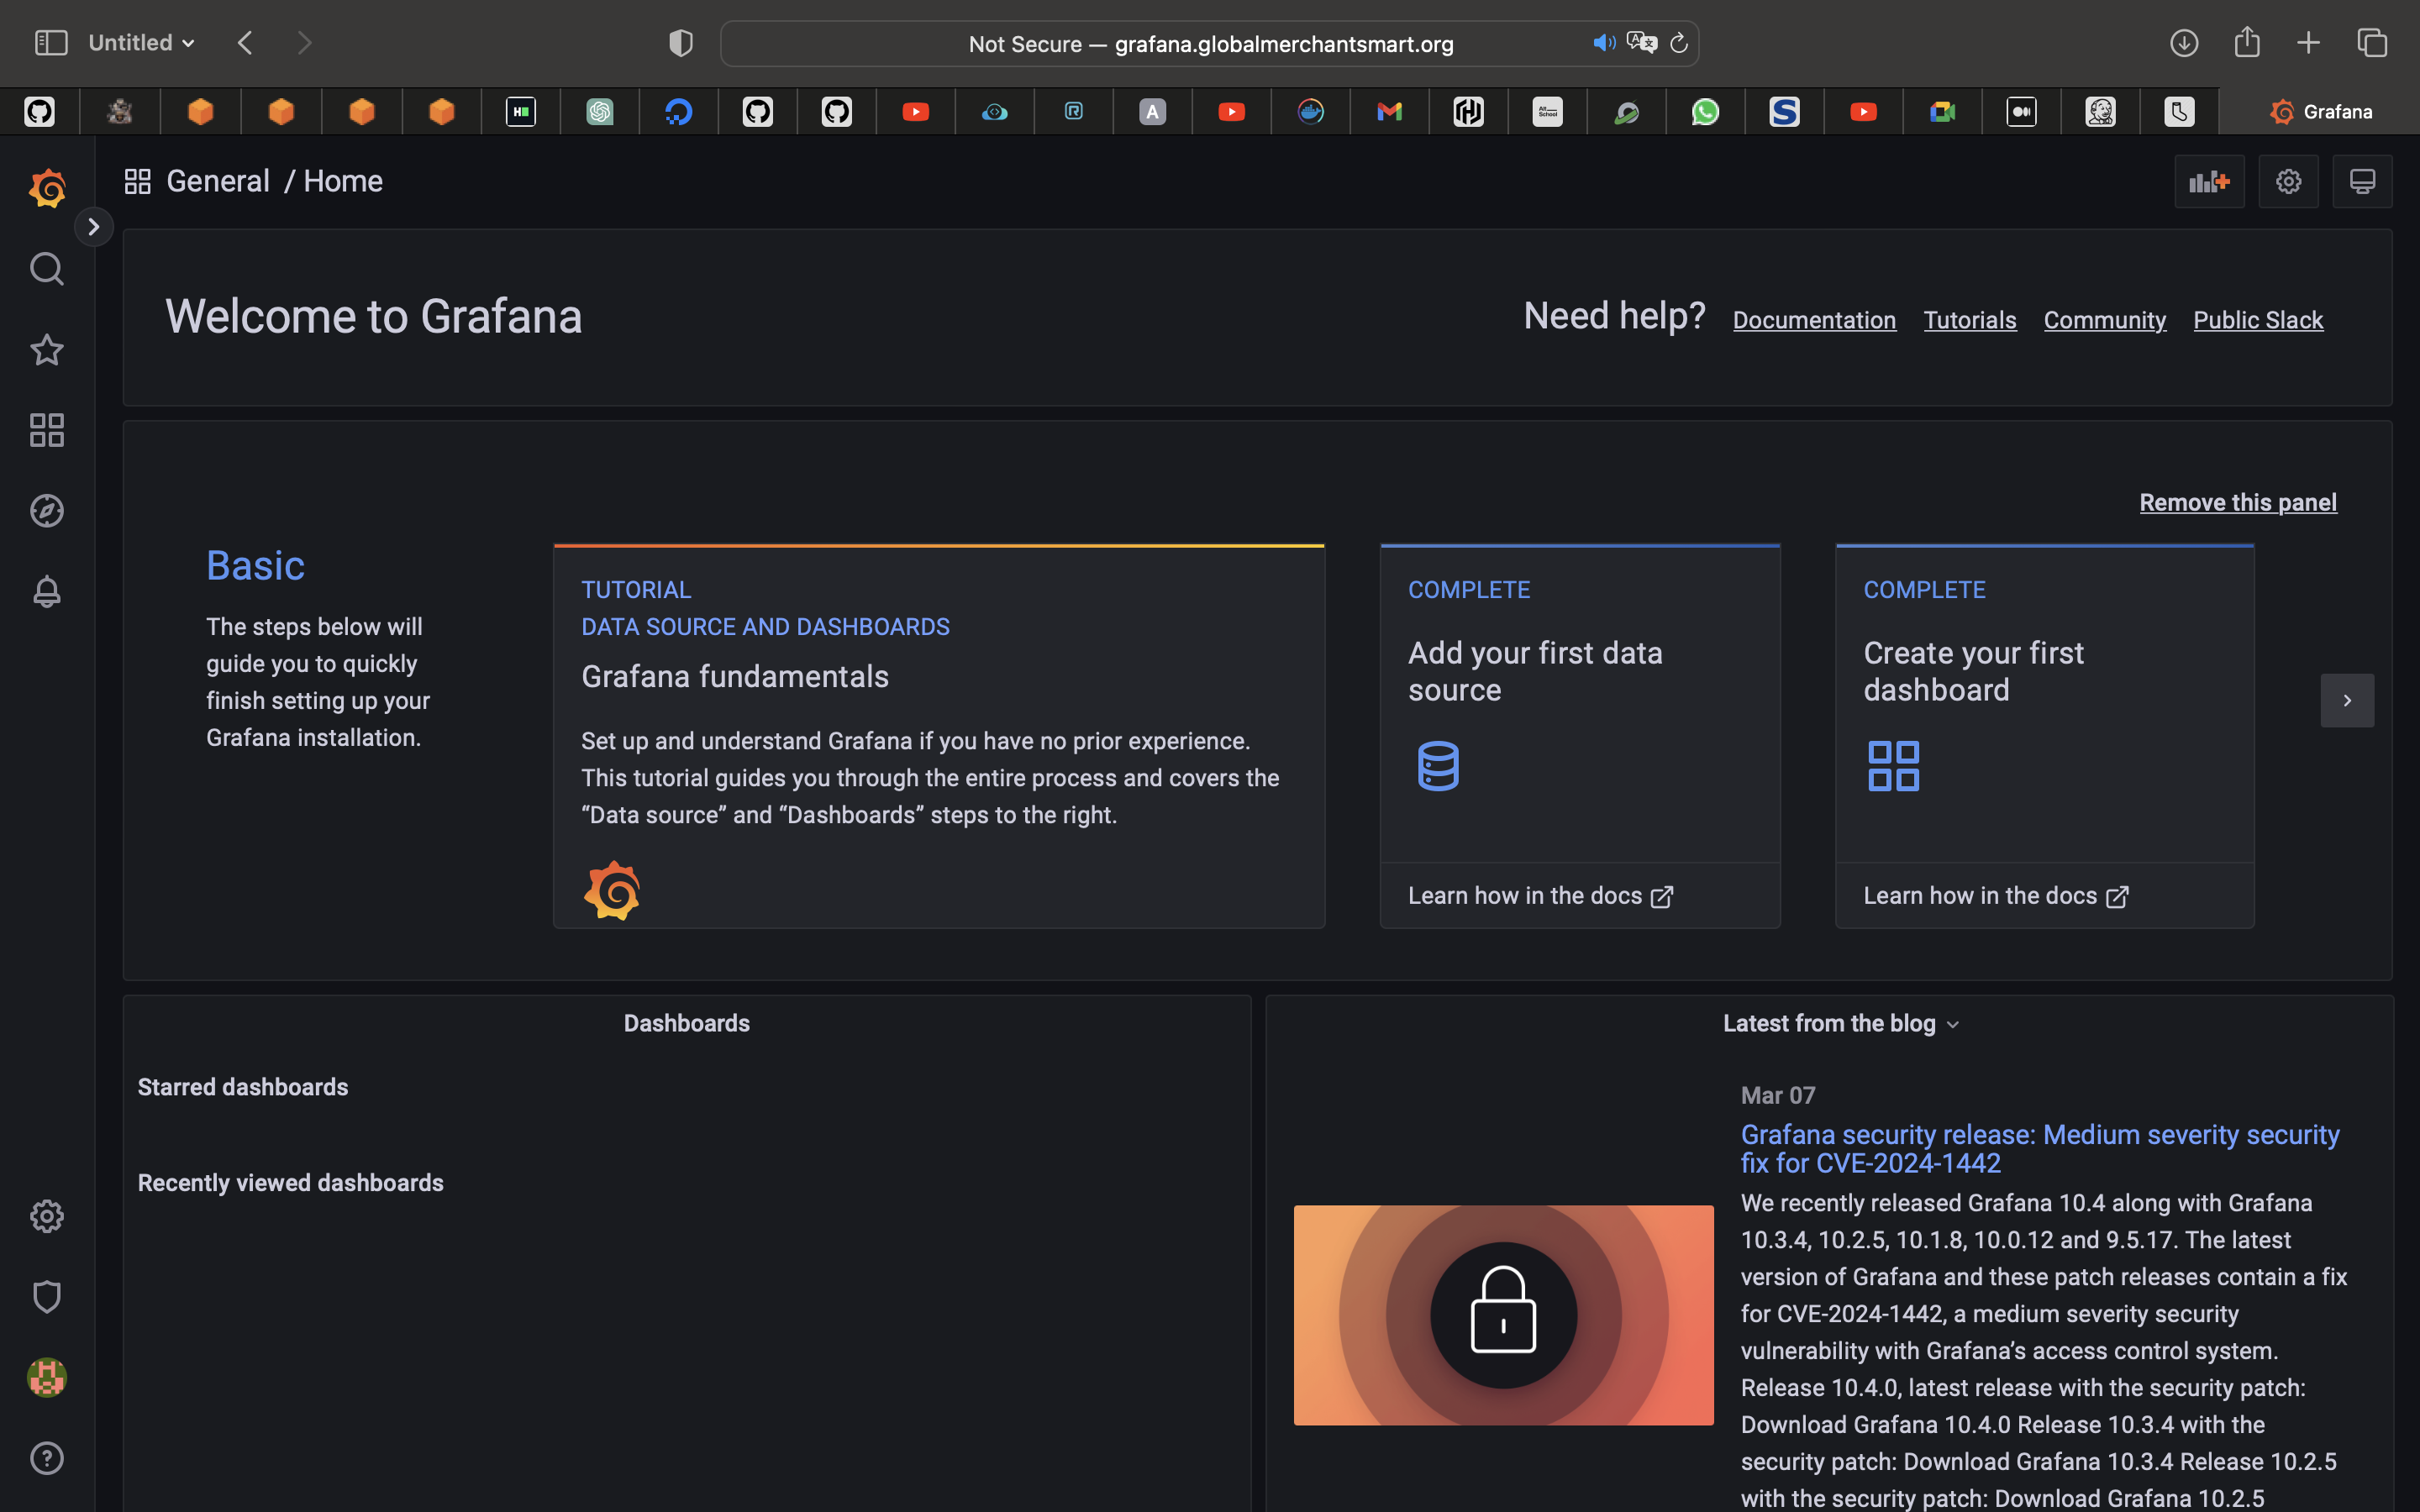 Untitled
Not Secure — grafana.globalmerchantsmart.org
Grafana
General / Home
Welcome to Grafana
Need help? Documentation Tutorials Community Public Slack
Remove this panel
Basic
The steps below will
guide you to quickly
finish setting up your
Grafana installation.
TUTORIAL
DATA SOURCE AND DASHBOARDS
Grafana fundamentals
Set up and understand Grafana if you have no prior experience.
This tutorial guides you through the entire process and covers the
“Data source” and “Dashboards” steps to the right.
COMPLETE
Add your first data
source
Learn how in the docs
COMPLETE
Create your first
dashboard
Learn how in the docs
Dashboards
Starred dashboards
Recently viewed dashboards
Latest from the blog
Mar 07
Grafana security release: Medium severity security
fix for CVE-2024-1442
We recently released Grafana 10.4 along with Grafana
10.3.4, 10.2.5, 10.1.8, 10.0.12 and 9.5.17. The latest
version of Grafana and these patch releases contain a fix
for CVE-2024-1442, a medium severity security
vulnerability with Grafana’s access control system.
Release 10.4.0, latest release with the security patch:
Download Grafana 10.4.0 Release 10.3.4 with the
security patch: Download Grafana 10.3.4 Release 10.2.5
with the security patch: Download Grafana 10.2.5